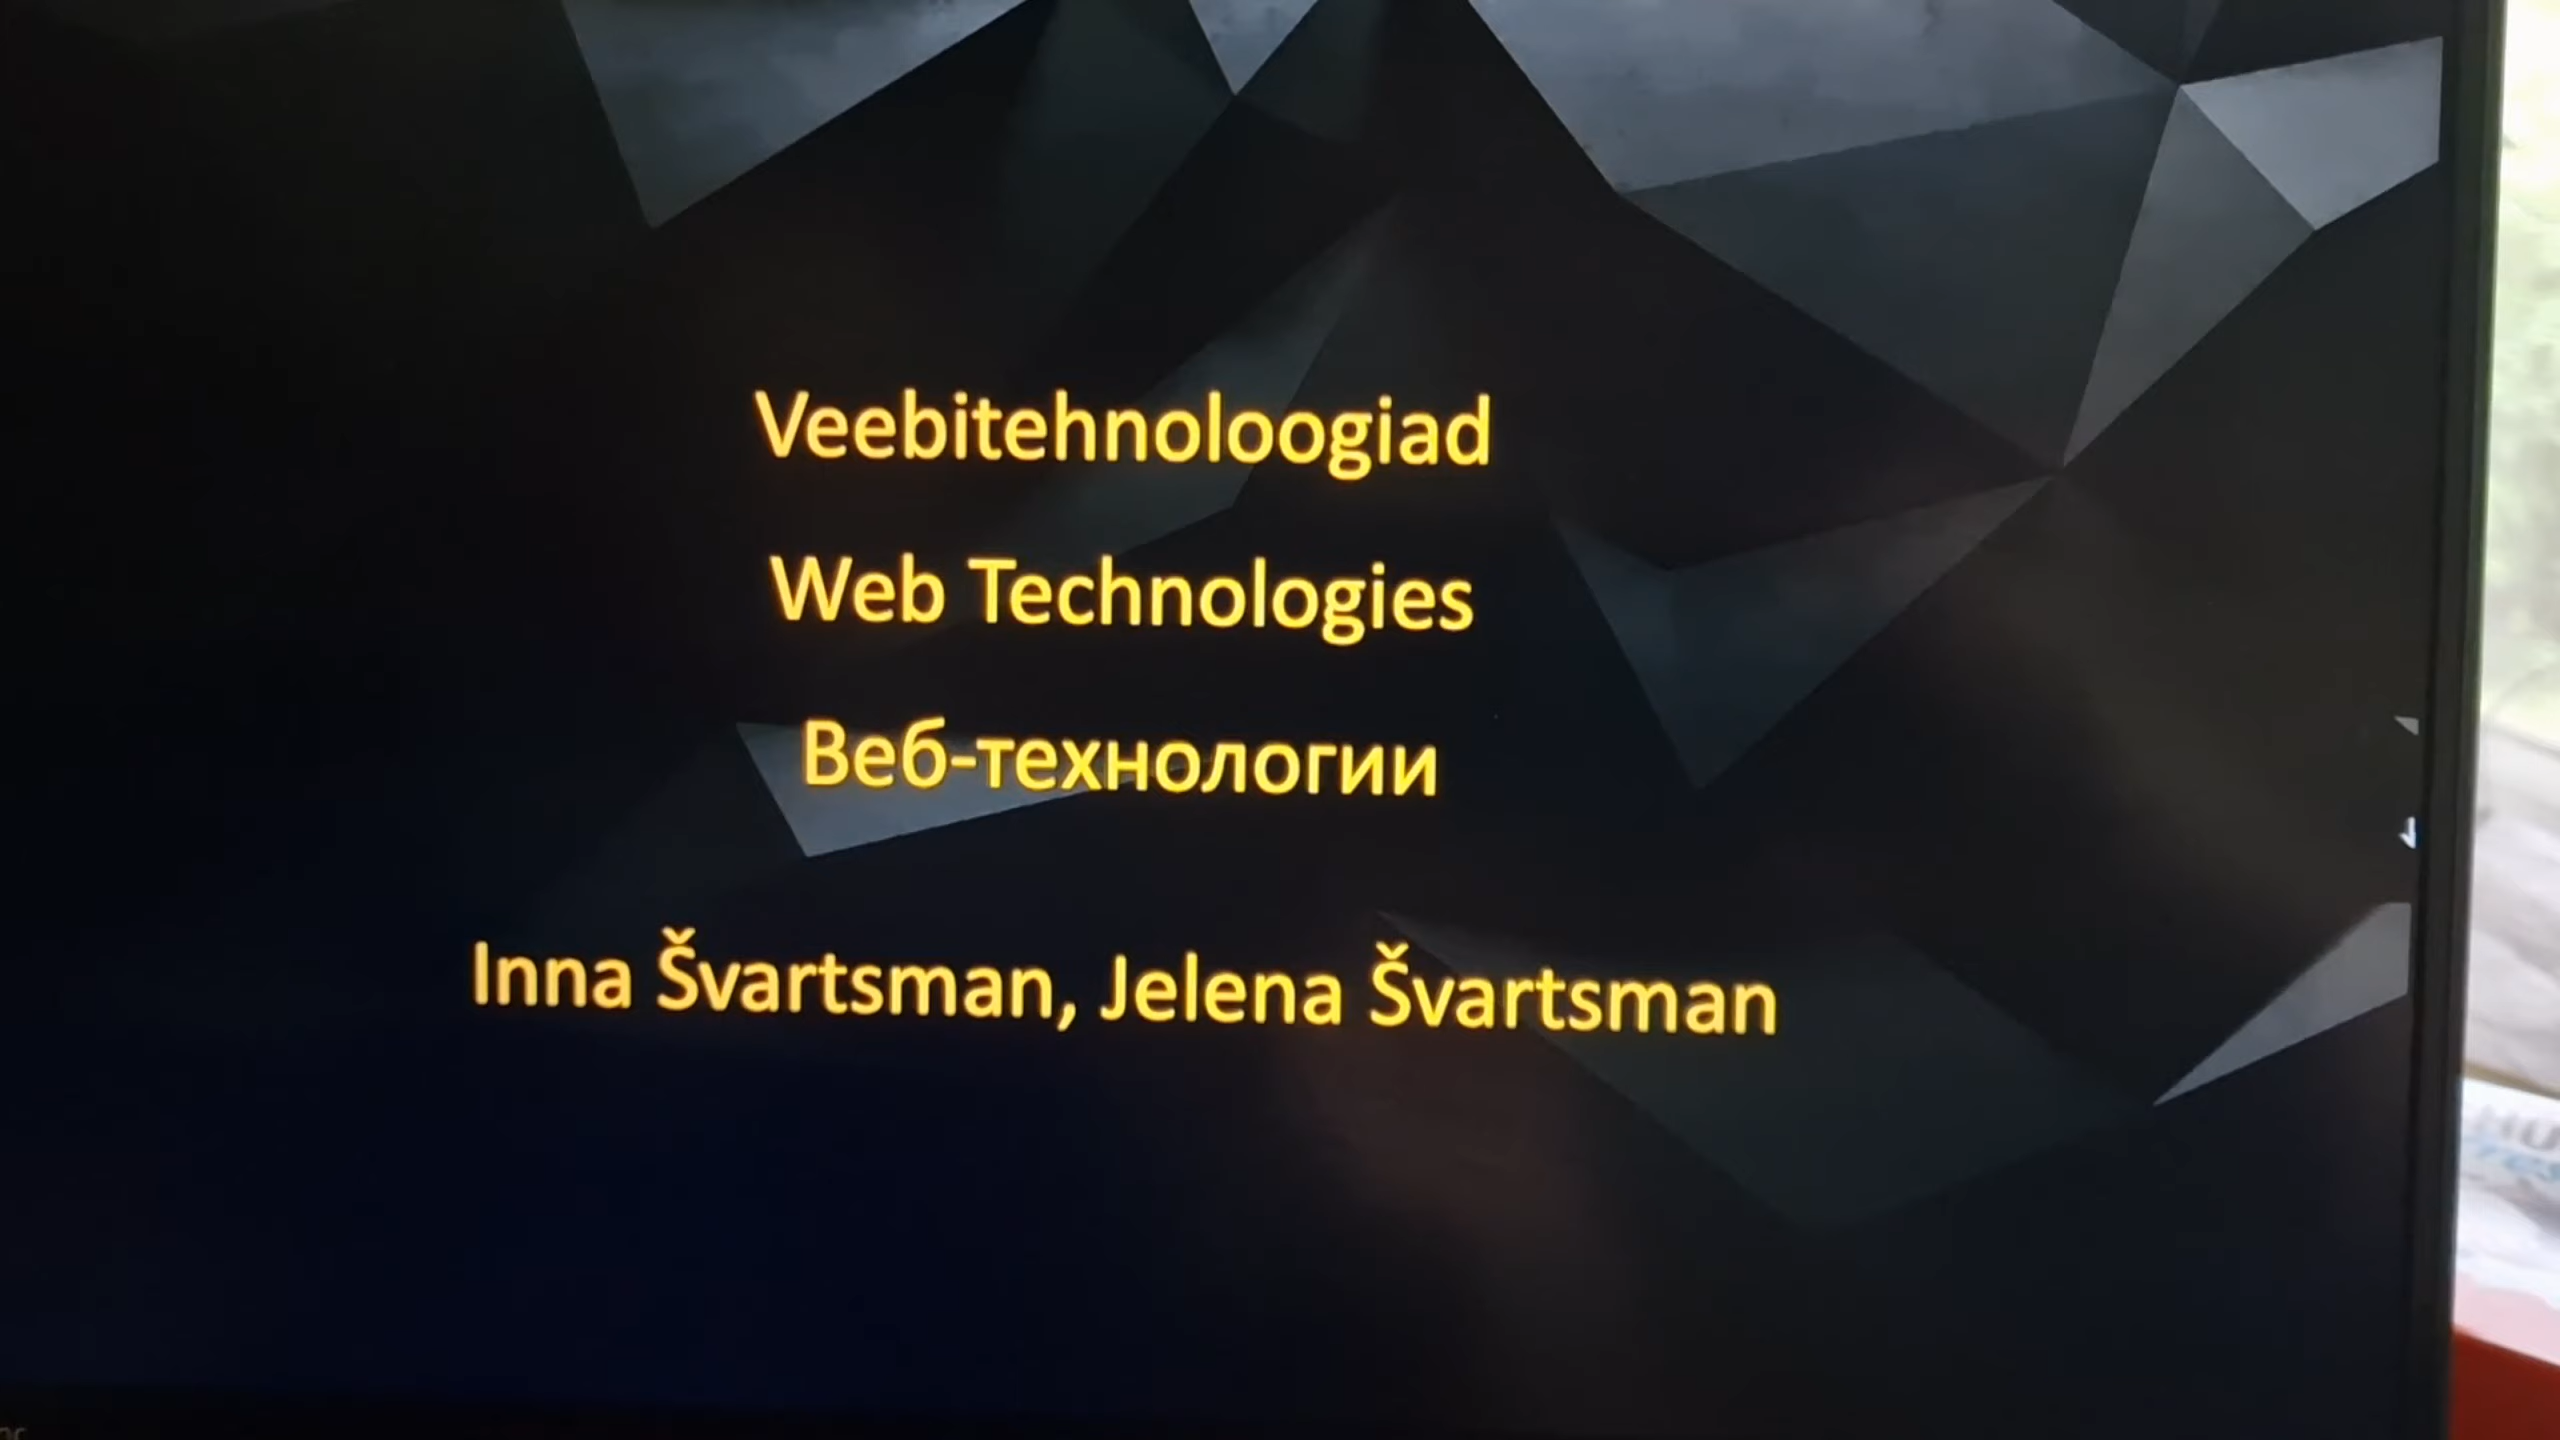 Veebitehnoloogiad
Web Technologies
Веб-технологии
Inna Švartsman, Jelena Švartsman